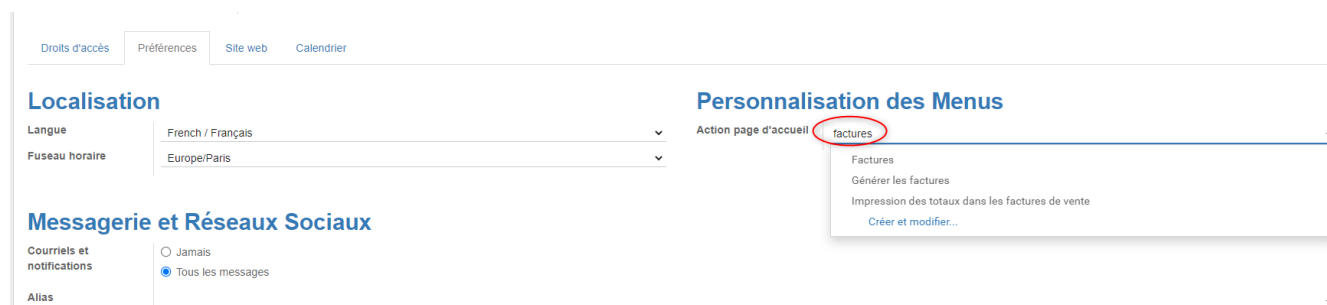 Droits d'accès Préférences Site web Calendrier
Localisation
Langue French / Français
Fuseau horaire Europe/Paris
Personnalisation des Menus
Action page d'accueil factures
Factures
Générer les factures
Impression des totaux dans les factures de vente
Créer et modifier...
Messagerie et Réseaux Sociaux
Courriels et
notifications
Jamais
Tous les messages
Alias